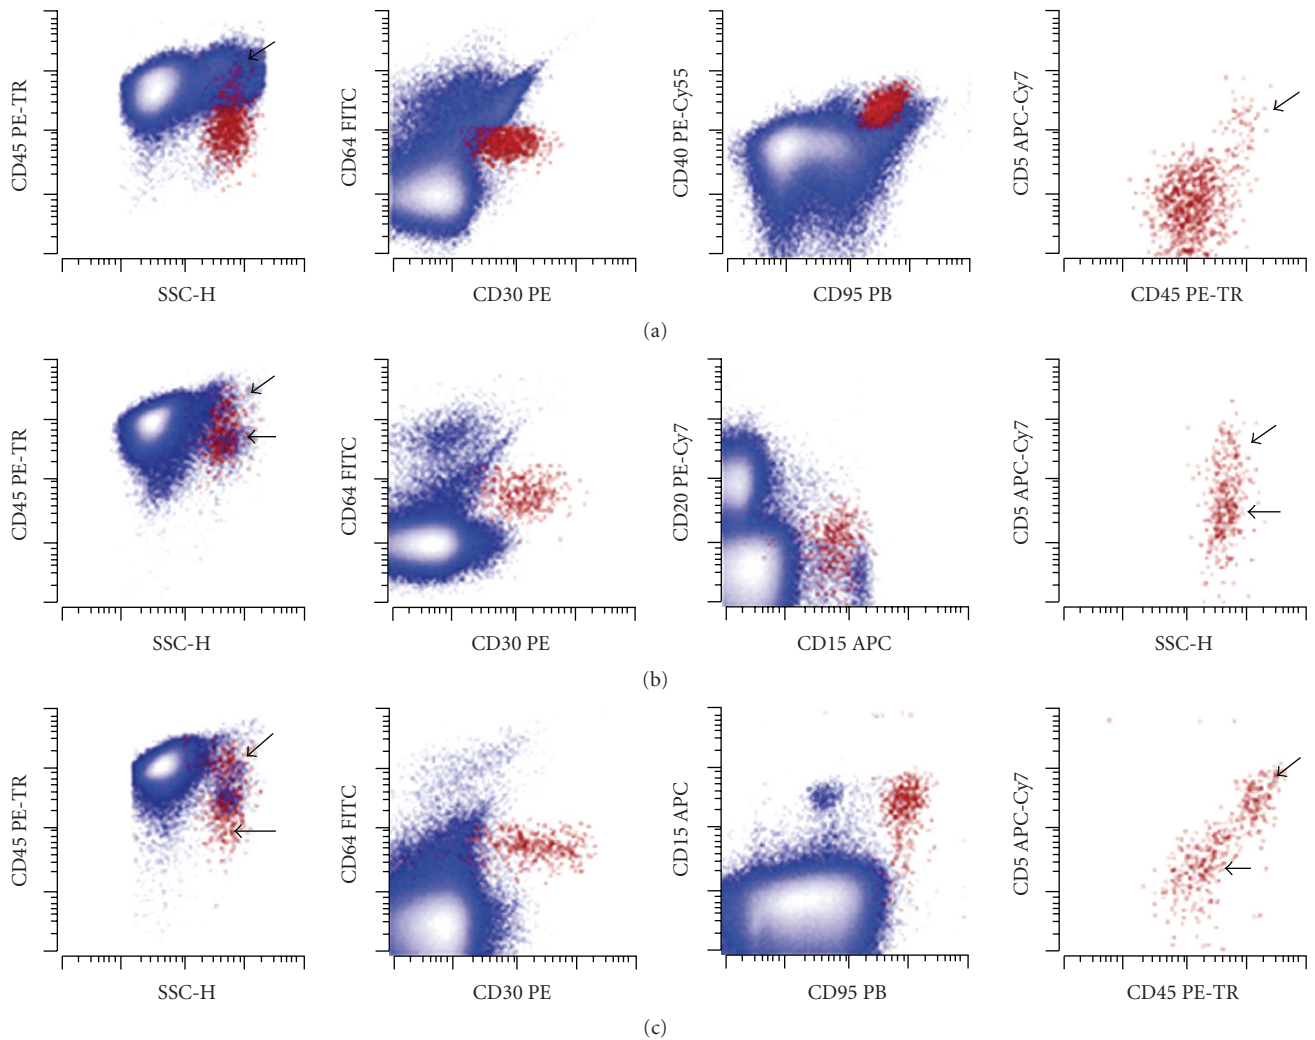 CD45 PE-TR
SSC-H
CD64 FITC
CD30 PE
CD40 PE-Cy55
CD95 PB
CD5 APC-Cy7
CD45 PE-TR
(a)
CD45 PE-TR
SSC-H
CD64 FITC
CD30 PE
CD20 PE-Cy7
CD15 APC
CD5 APC-Cy7
SSC-H
(b)
CD45 PE-TR
SSC-H
CD64 FITC
CD30 PE
CD15 APC
CD95 PB
CD5 APC-Cy7
CD45 PE-TR
(c)